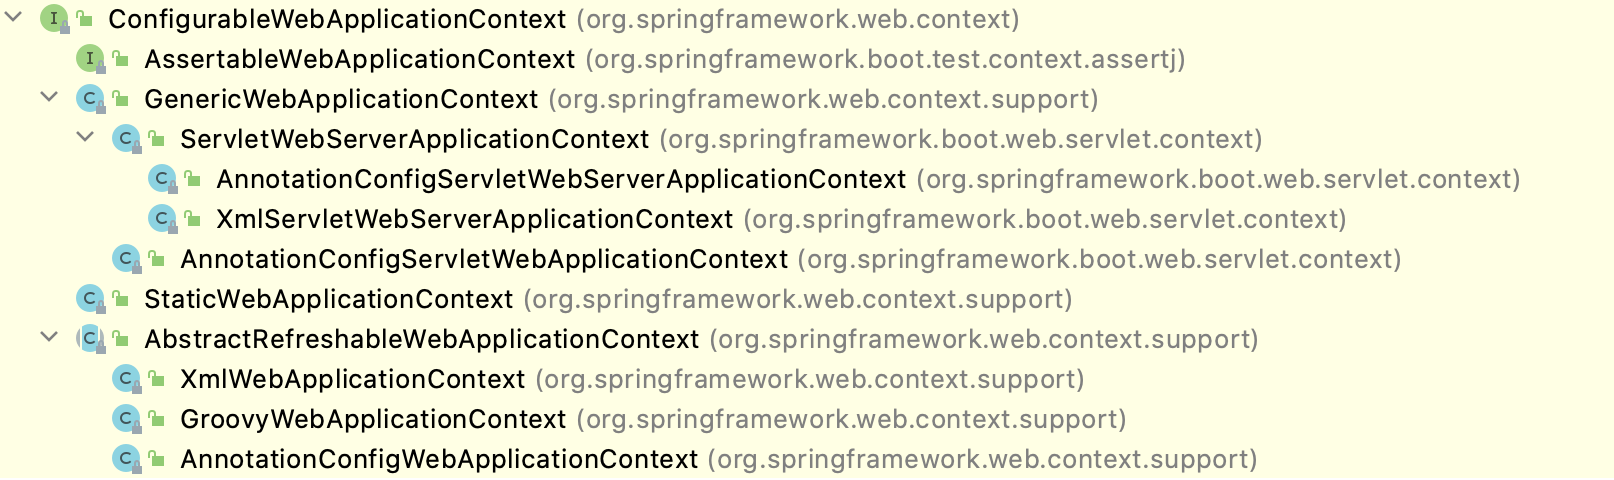 I ConfigurableWebApplicationContext (org.springframework.web.context)
I AssertableWebApplicationContext (org.springframework.boot.test.context.assertj)
C GenericWebApplicationContext (org.springframework.web.context.support)
C ServletWebServerApplicationContext (org.springframework.boot.web.servlet.context)
C AnnotationConfigServletWebServerApplicationContext (org.springframework.boot.web.servlet.context)
C XmlServletWebServerApplicationContext (org.springframework.boot.web.servlet.context)
C AnnotationConfigServletWebApplicationContext (org.springframework.boot.web.servlet.context)
C StaticWebApplicationContext (org.springframework.web.context.support)
C AbstractRefreshableWebApplicationContext (org.springframework.web.context.support)
C XmlWebApplicationContext (org.springframework.web.context.support)
C GroovyWebApplicationContext (org.springframework.web.context.support)
C AnnotationConfigWebApplicationContext (org.springframework.web.context.support)